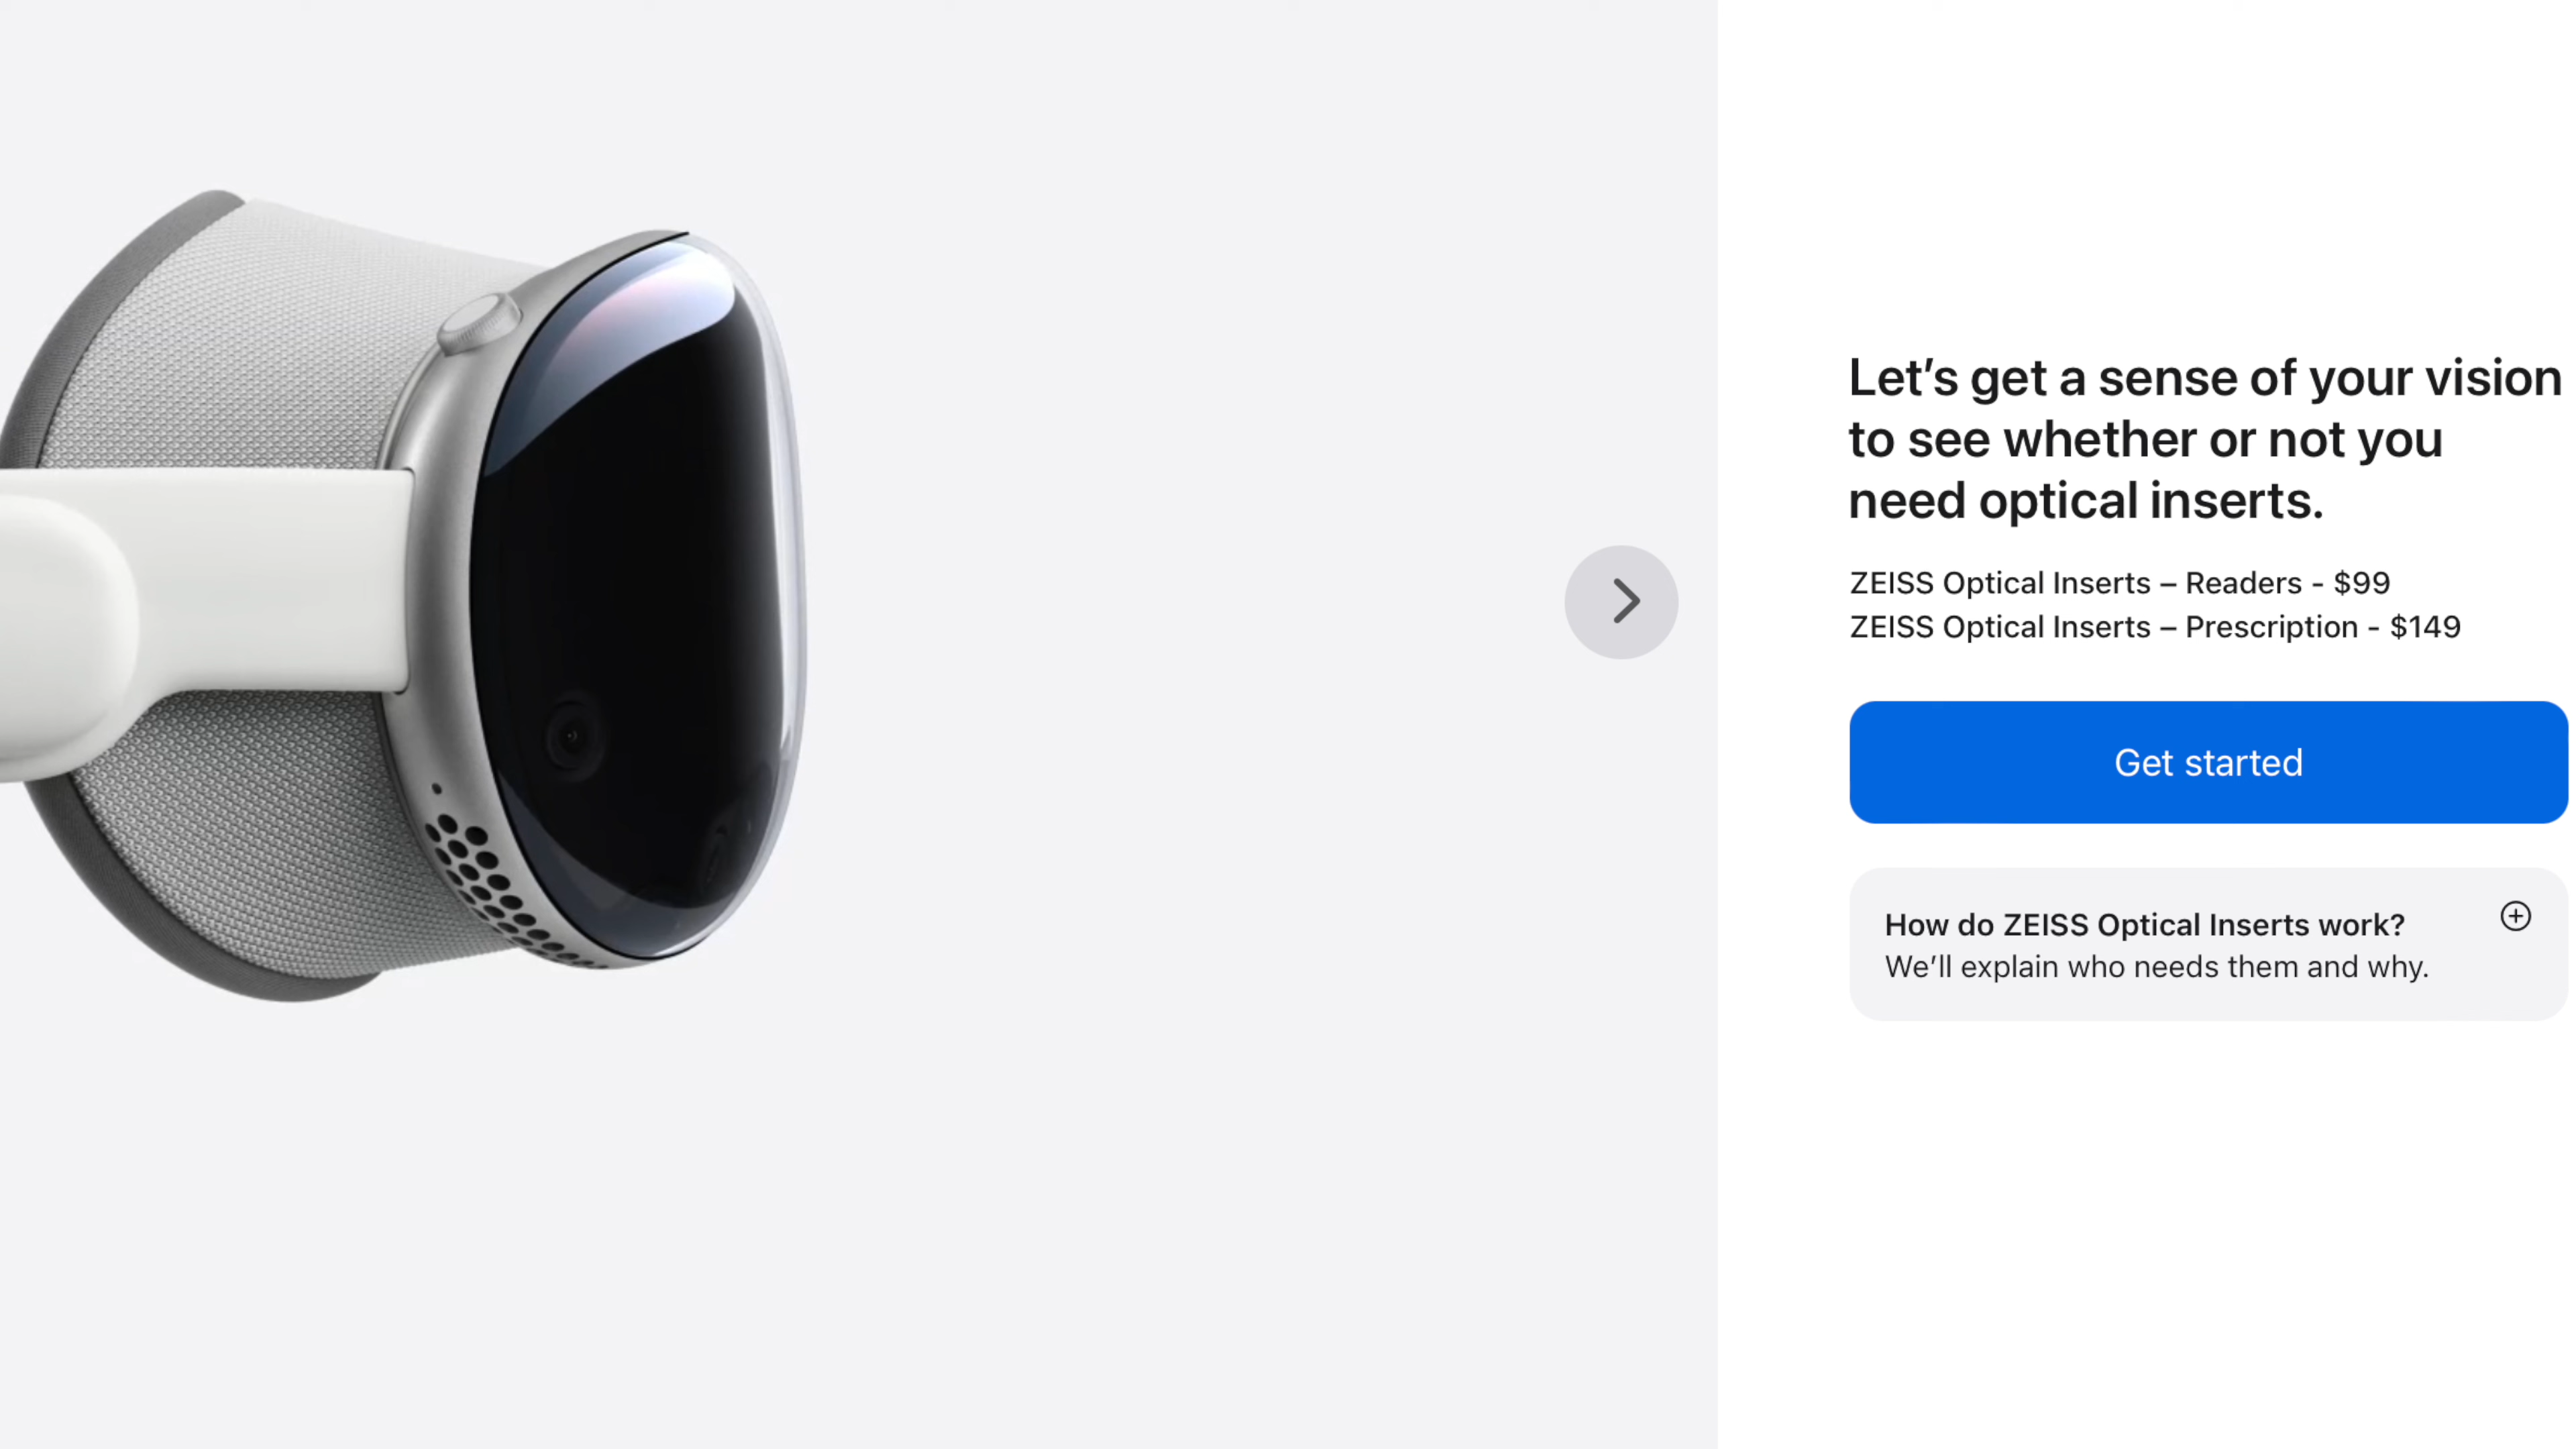 Let’s get a sense of your vision
to see whether or not you
need optical inserts.
ZEISS Optical Inserts – Readers - $99
ZEISS Optical Inserts – Prescription - $149
Get started
How do ZEISS Optical Inserts work?
We’ll explain who needs them and why.